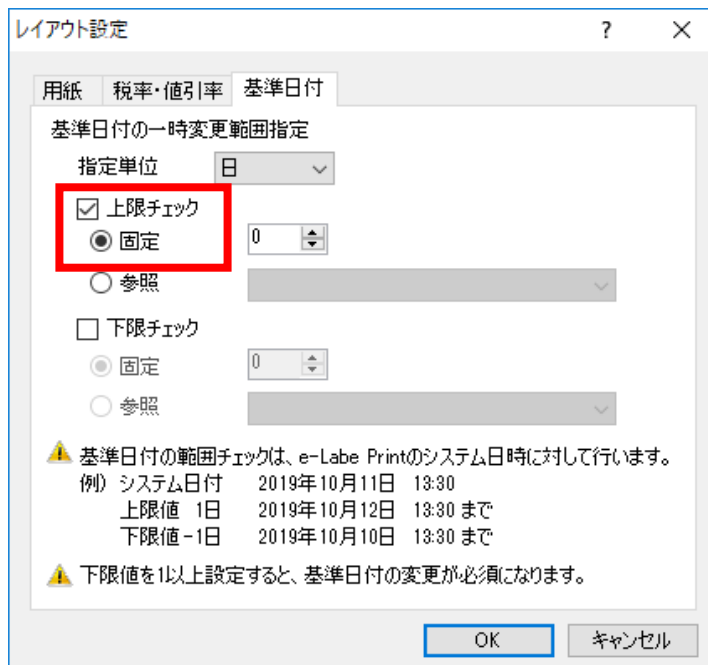 レイアウト設定 ?
用紙 税率・値引率 基準日付
基準日付の一時変更範囲指定
指定単位 日
上限チェック
固定 0
参照
下限チェック
固定 0
参照
基準日付の範囲チェックは、e-Labe Printのシステム日時に対して行います。
例) システム日付 2019年10月11日 13:30
上限値 1日 2019年10月12日 13:30 まで
下限値 -1日 2019年10月10日 13:30 まで
下限値を1以上設定すると、基準日付の変更が必須になります。
OK キャンセル